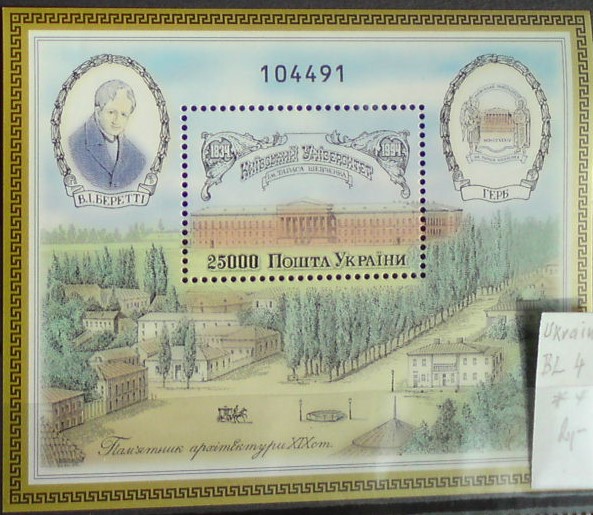 104491
1834
1994
Київський Університет
ім. Тараса Шевченка
В.І.БЕРЕТТІ
ГЕРБ
25000 Пошта України
Пам'ятник архітектури XIX ст.
Ukrain
BL 4
* 4